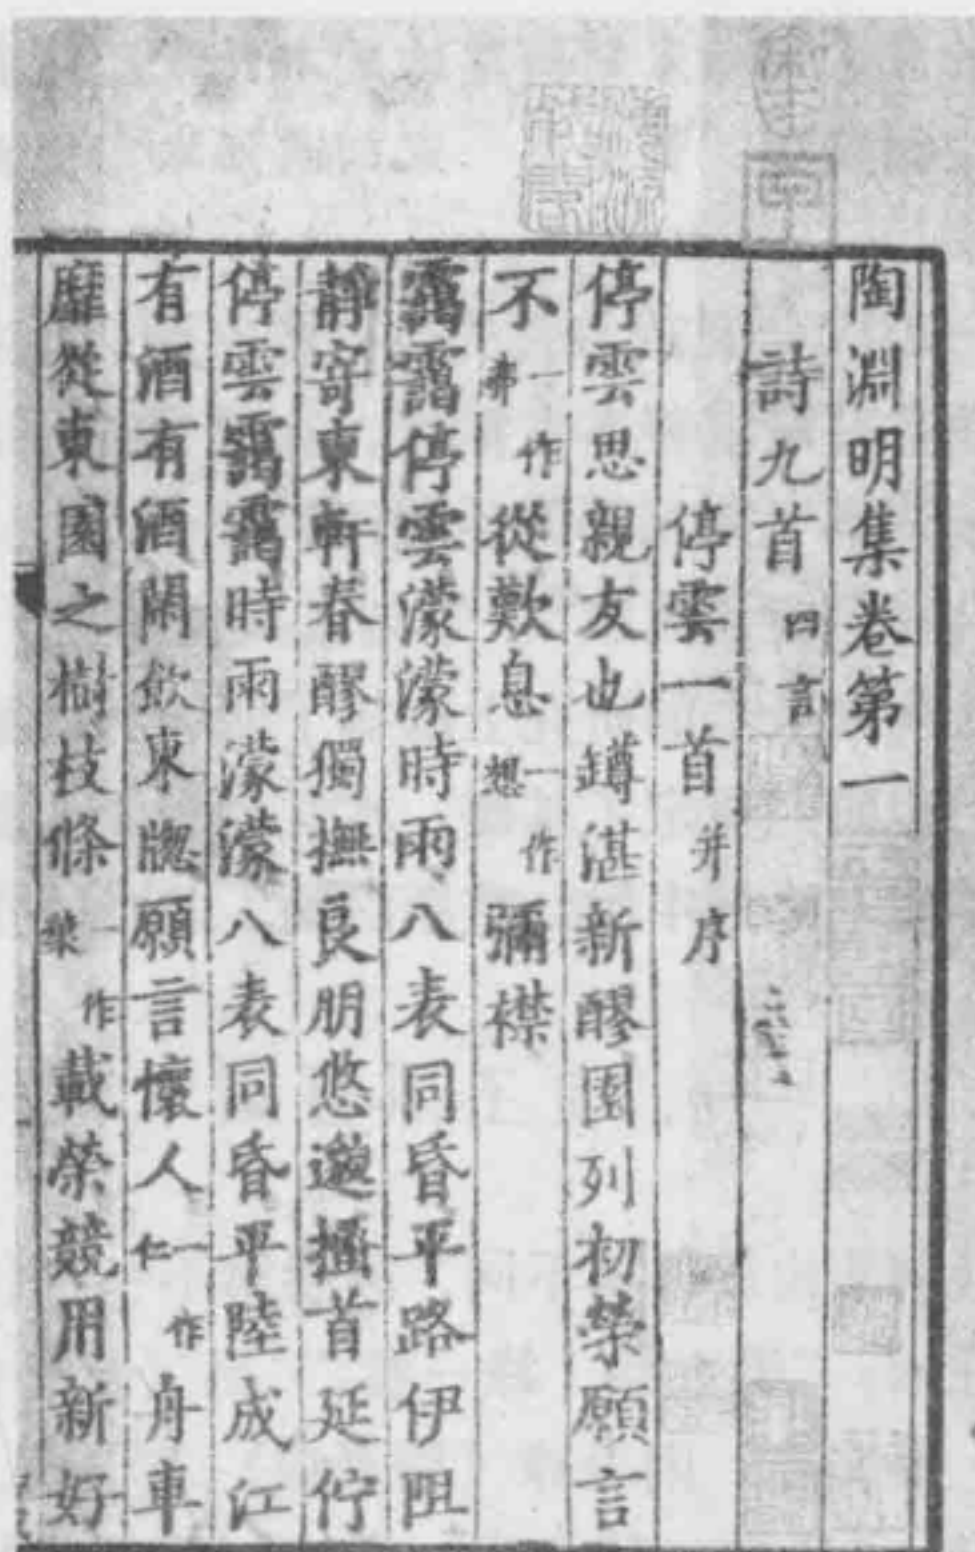 陶淵明集卷第一
詩九首四言
停雲一首并序
停雲思親友也罇湛新醪園列初榮願言
不一作弗從歎息一作想彌襟
靄靄停雲濛濛時雨八表同昏平路伊阻
靜寄東軒春醪獨撫良朋悠邈搔首延佇
停雲靄靄時雨濛濛八表同昏平陸成江
有酒有酒閑飲東牎願言懷人一作仁舟車
靡從東園之樹枝條一作葉載榮競用新好